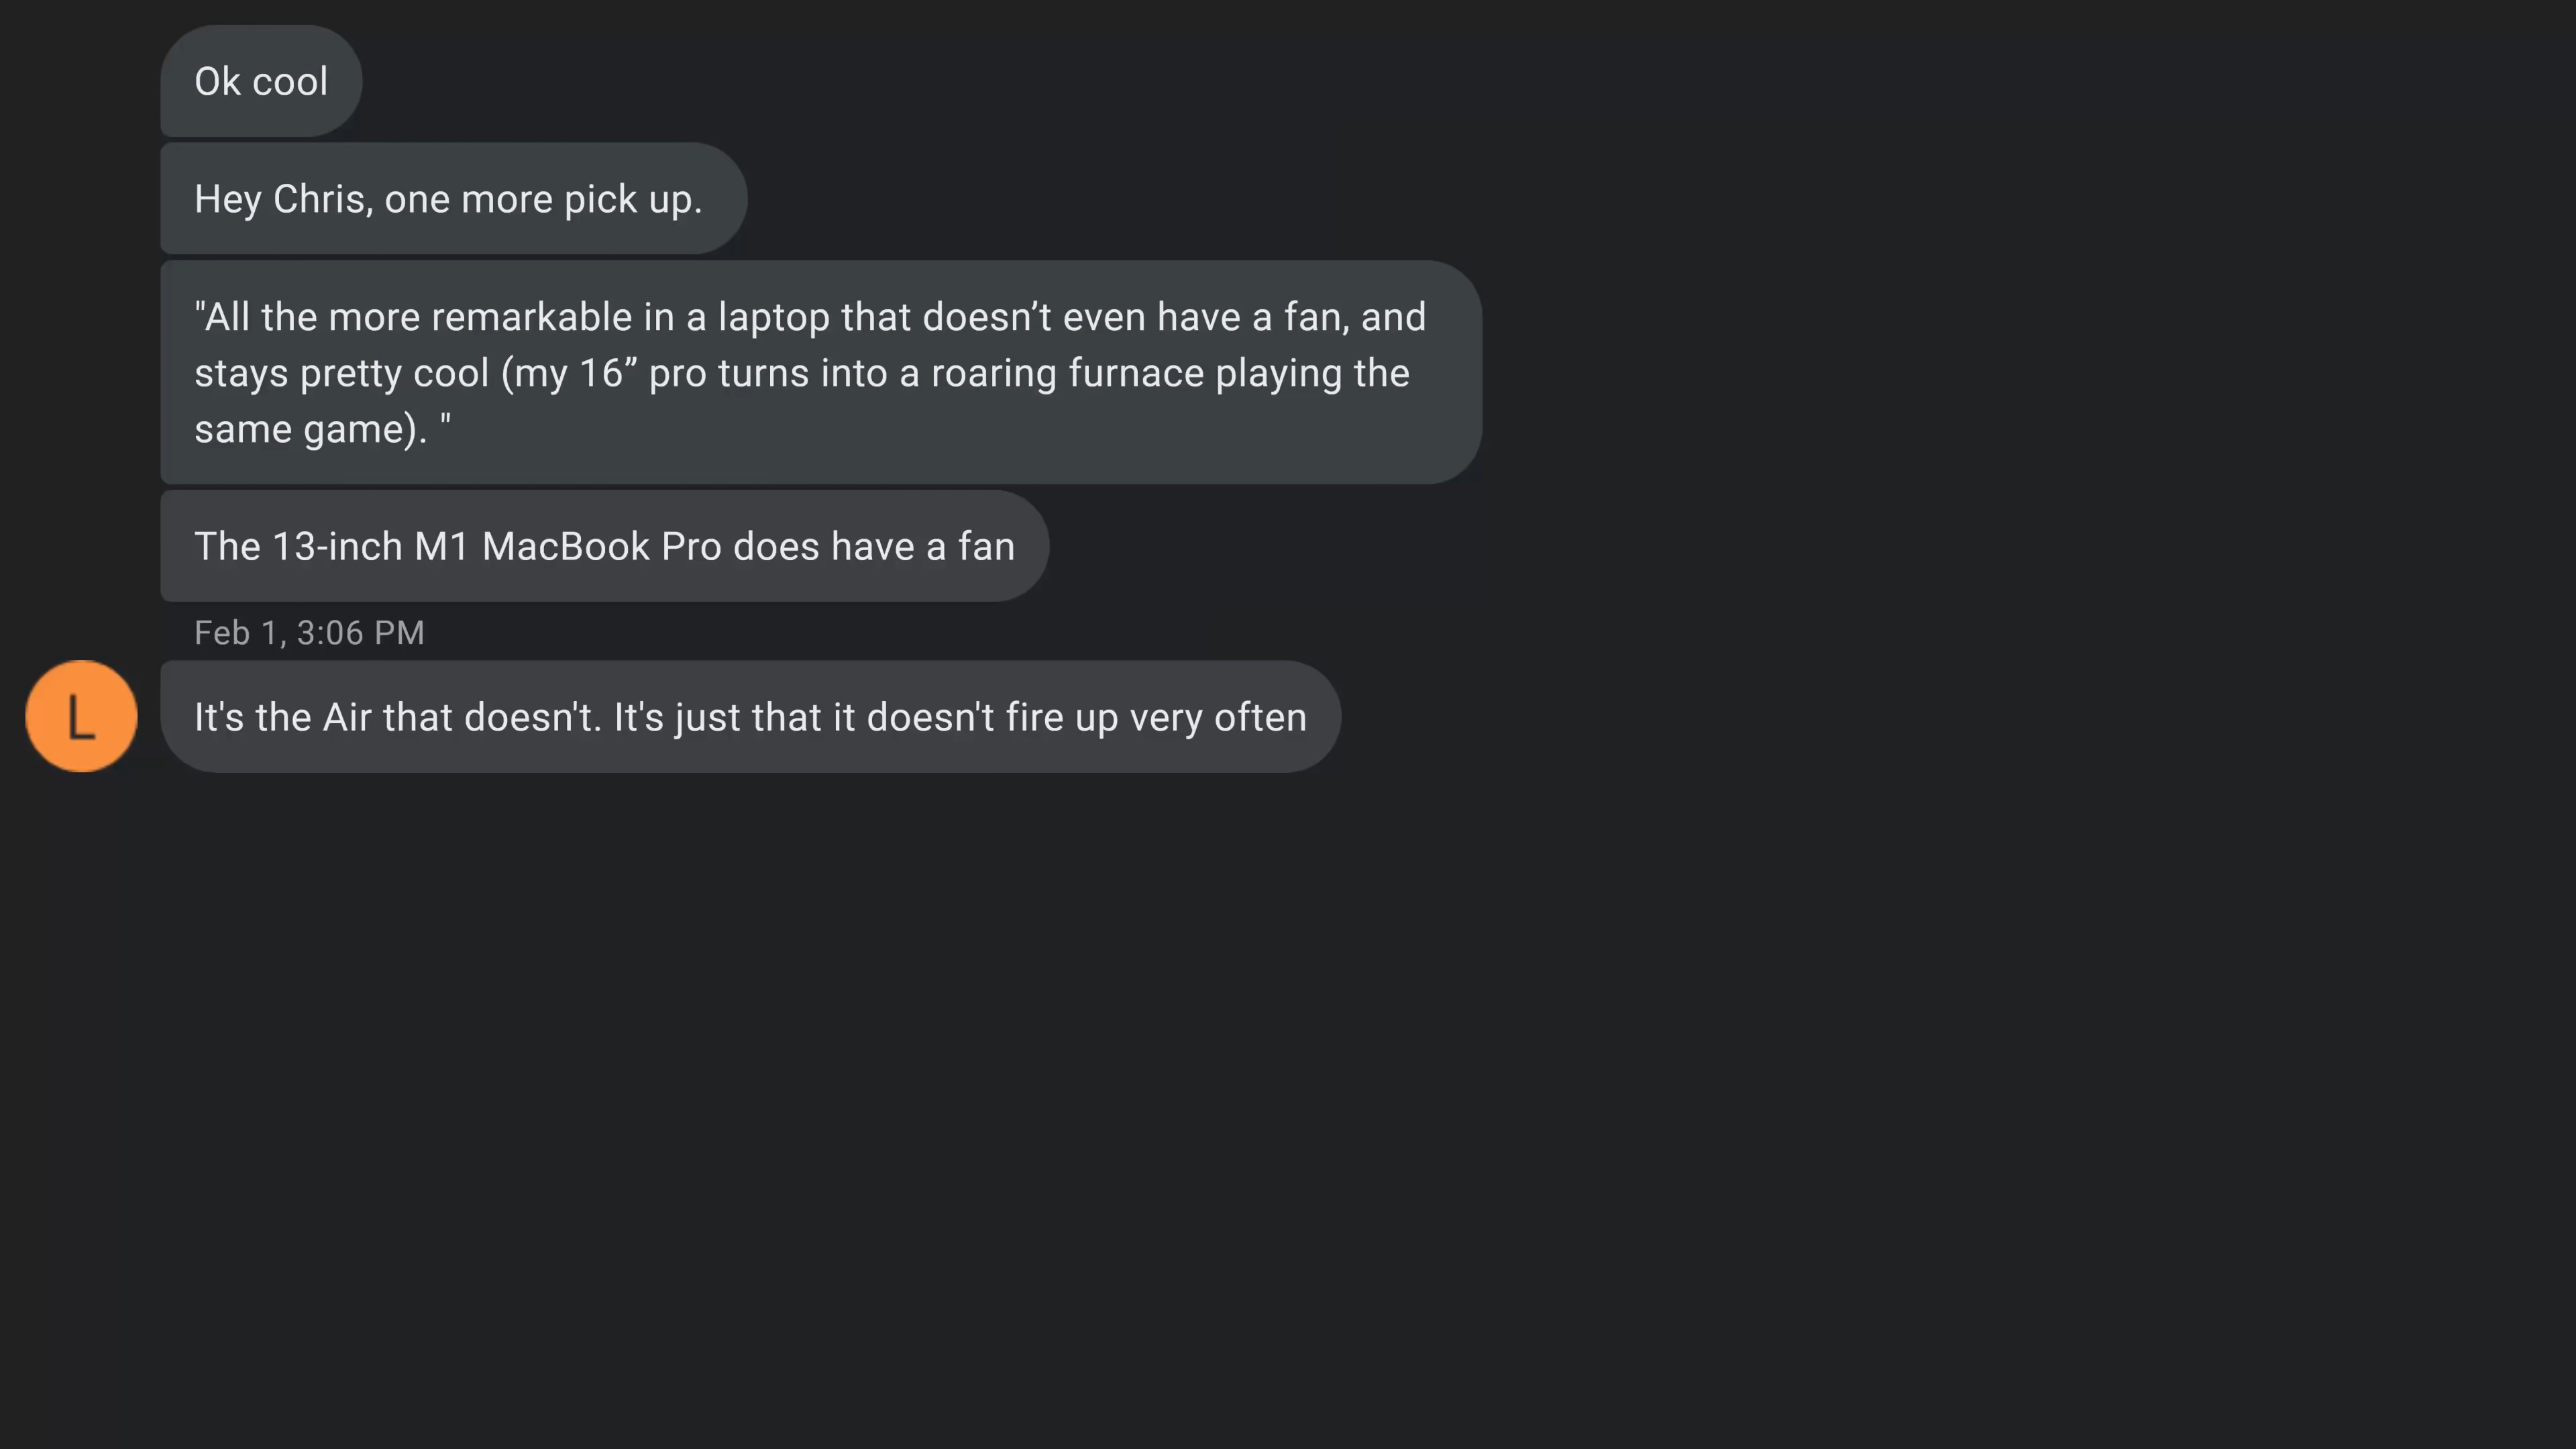 Ok cool
Hey Chris, one more pick up.
"All the more remarkable in a laptop that doesn’t even have a fan, and
stays pretty cool (my 16” pro turns into a roaring furnace playing the
same game). "
The 13-inch M1 MacBook Pro does have a fan
Feb 1, 3:06 PM
L
It's the Air that doesn't. It's just that it doesn't fire up very often